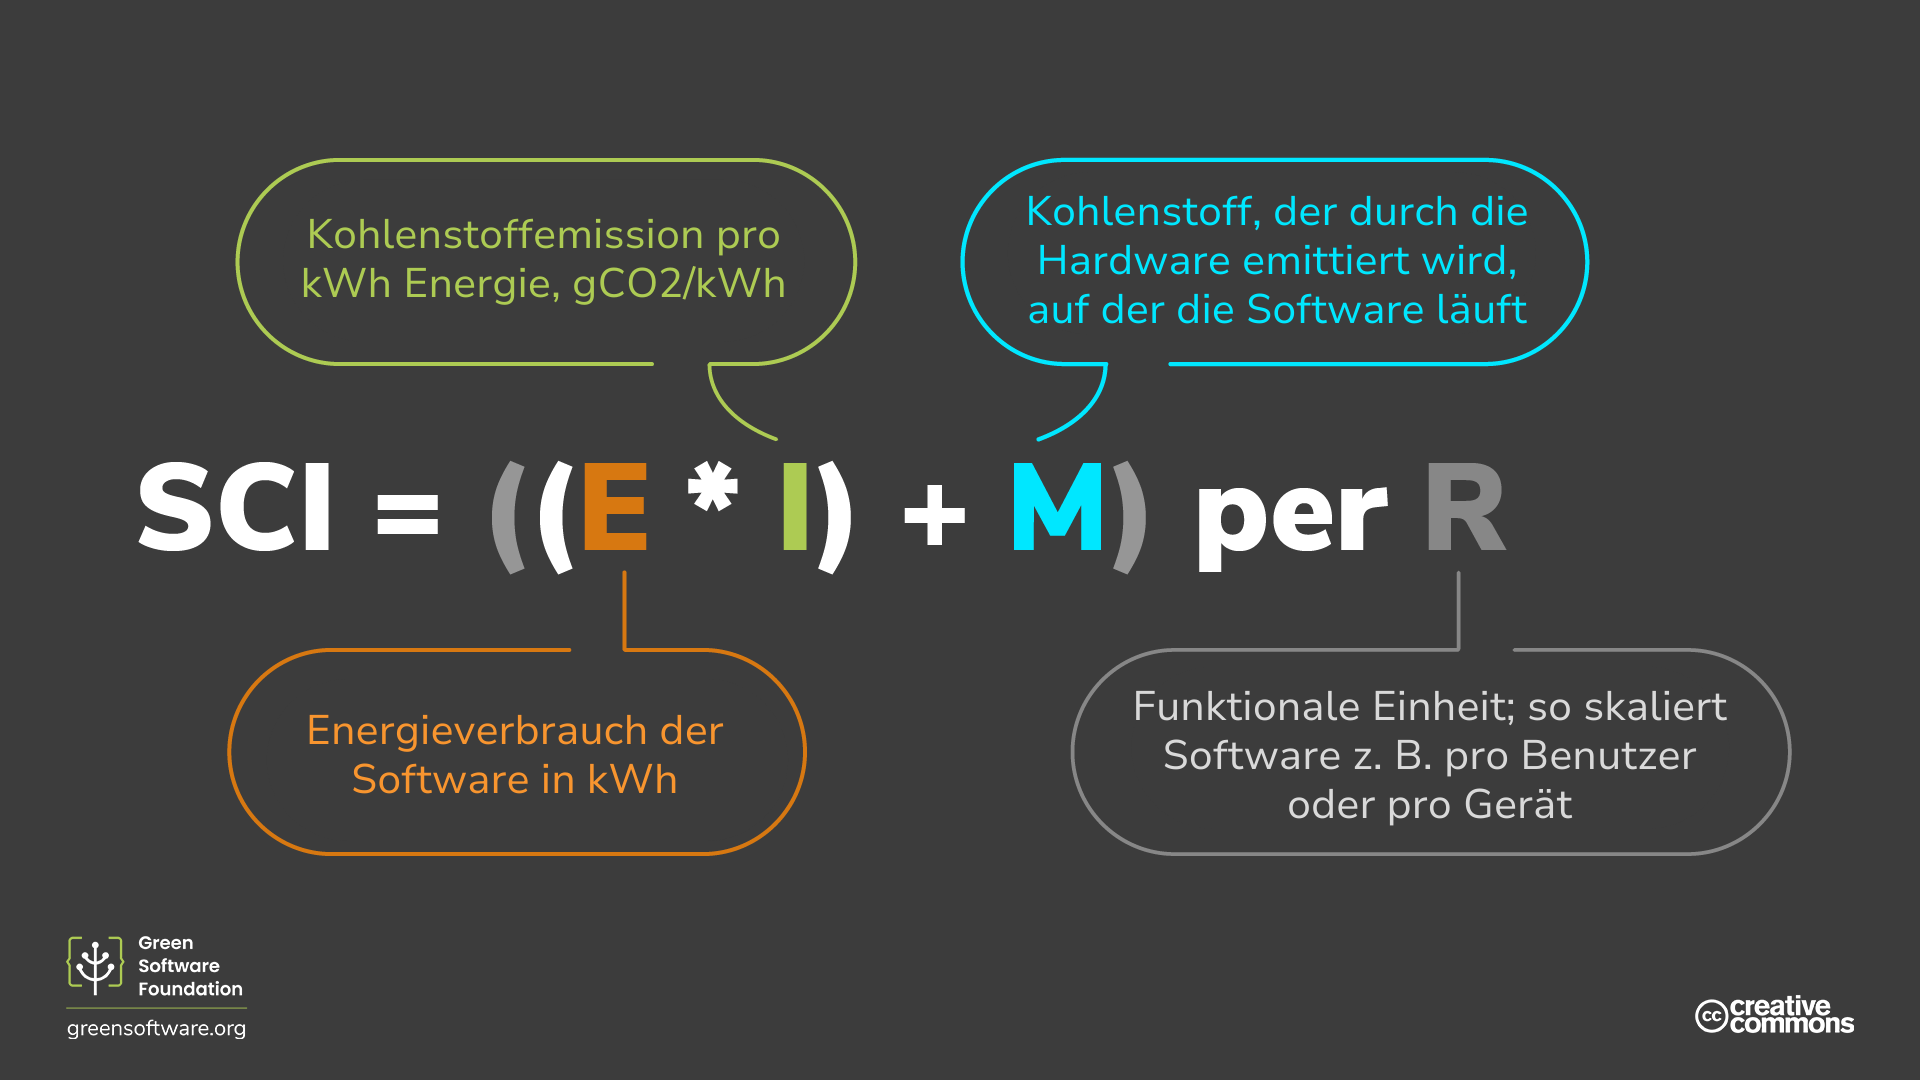 Kohlenstoffemission pro
kWh Energie, gCO2/kWh
Kohlenstoff, der durch die
Hardware emittiert wird,
auf der die Software läuft
SCI = ((E * I) + M) per R
Energieverbrauch der
Software in kWh
Funktionale Einheit; so skaliert
Software z. B. pro Benutzer
oder pro Gerät
Green
Software
Foundation
greensoftware.org
cc creative
commons